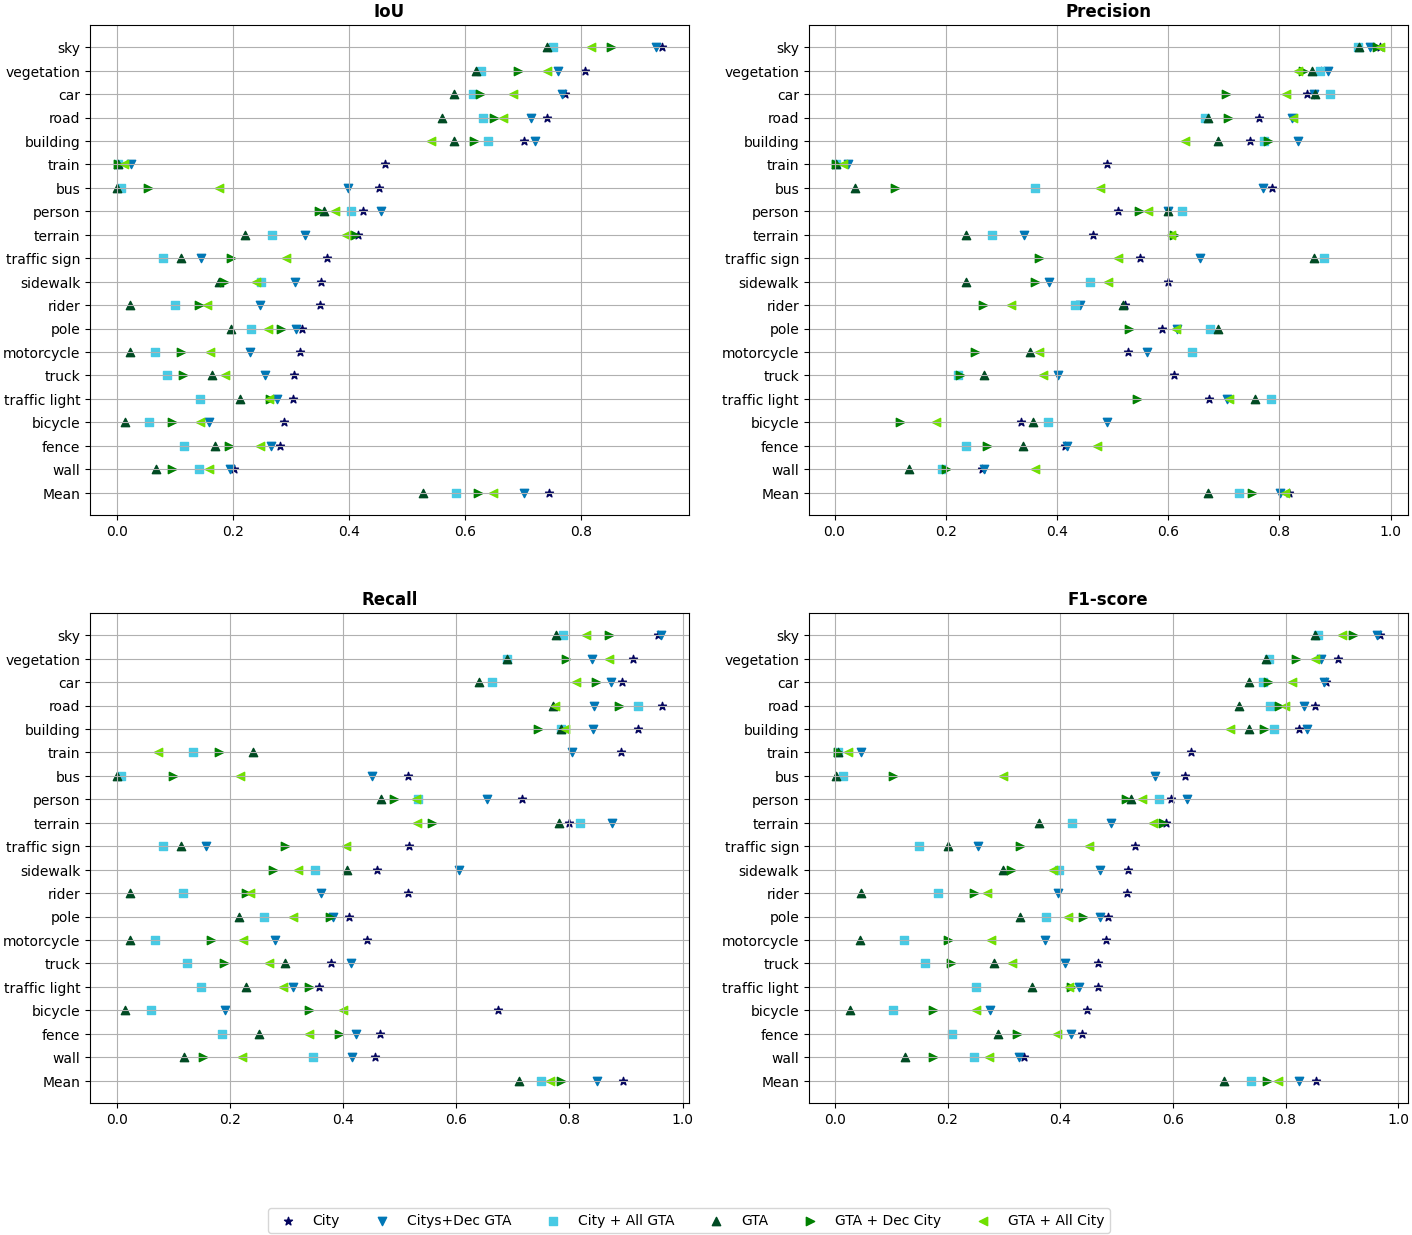 IoU
Precision
sky
vegetation
car
road
building
train
bus
person
terrain
traffic sign
sidewalk
rider
pole
motorcycle
truck
traffic light
bicycle
fence
wall
Mean
0.0 0.2 0.4 0.6 0.8
sky
vegetation
car
road
building
train
bus
person
terrain
traffic sign
sidewalk
rider
pole
motorcycle
truck
traffic light
bicycle
fence
wall
Mean
0.0 0.2 0.4 0.6 0.8 1.0
Recall
F1-score
sky
vegetation
car
road
building
train
bus
person
terrain
traffic sign
sidewalk
rider
pole
motorcycle
truck
traffic light
bicycle
fence
wall
Mean
0.0 0.2 0.4 0.6 0.8 1.0
sky
vegetation
car
road
building
train
bus
person
terrain
traffic sign
sidewalk
rider
pole
motorcycle
truck
traffic light
bicycle
fence
wall
Mean
0.0 0.2 0.4 0.6 0.8 1.0
City Citys+Dec GTA City + All GTA GTA GTA + Dec City GTA + All City